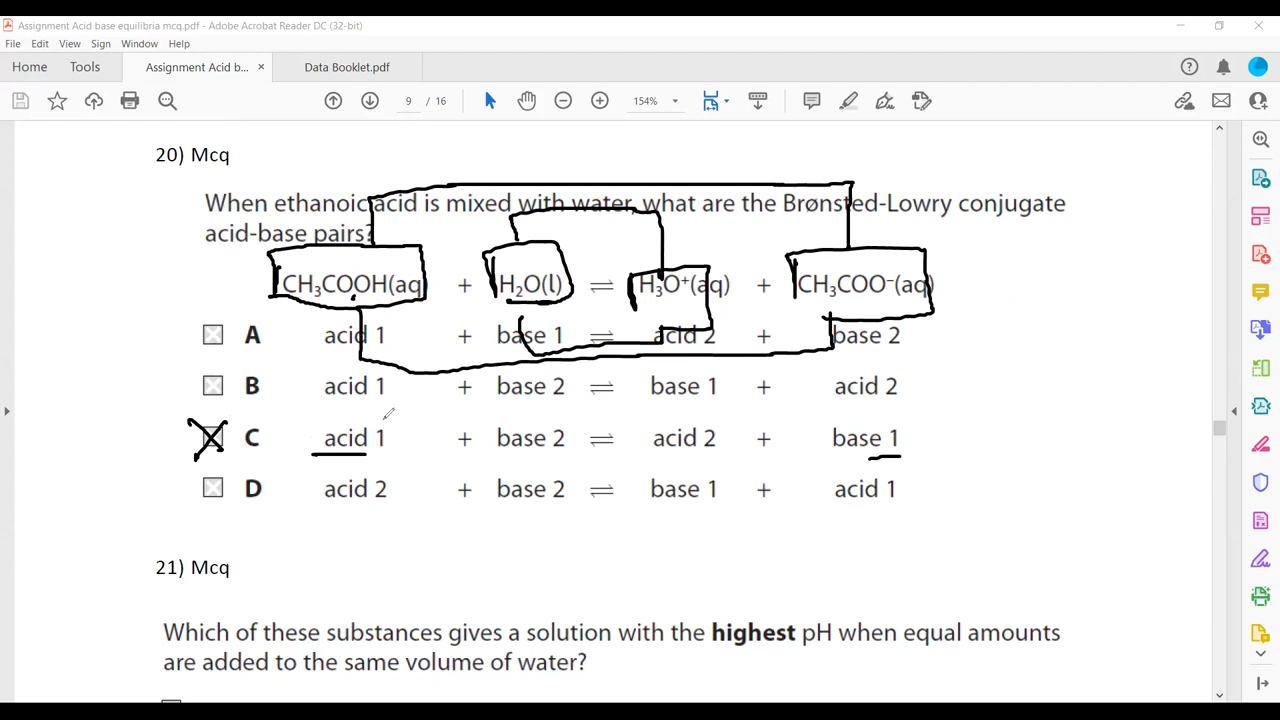 Assignment Acid base equilibria mcq.pdf - Adobe Acrobat Reader DC (32-bit)
File Edit View Sign Window Help
Home Tools Assignment Acid b... × Data Booklet.pdf
9 / 16 154%
20) Mcq
When ethanoic acid is mixed with water, what are the Brønsted-Lowry conjugate
acid-base pairs?
CH₃COOH(aq) + H₂O(l) ⇌ H₃O⁺(aq) + CH₃COO⁻(aq)
A acid 1 + base 1 ⇌ acid 2 + base 2
B acid 1 + base 2 ⇌ base 1 + acid 2
C acid 1 + base 2 ⇌ acid 2 + base 1
D acid 2 + base 2 ⇌ base 1 + acid 1
21) Mcq
Which of these substances gives a solution with the highest pH when equal amounts
are added to the same volume of water?